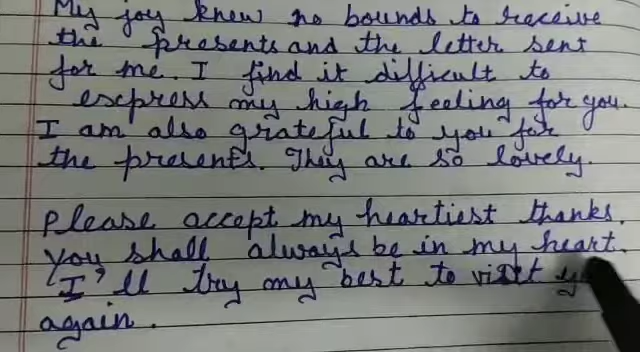 My joy knew no bounds to receive
the presents and the letter sent
for me. I find it difficult to
express my high feeling for you.
I am also grateful to you for
the presents. They are so lovely.
Please accept my heartiest thanks.
You shall always be in my heart.
I'll try my best to visit
again.